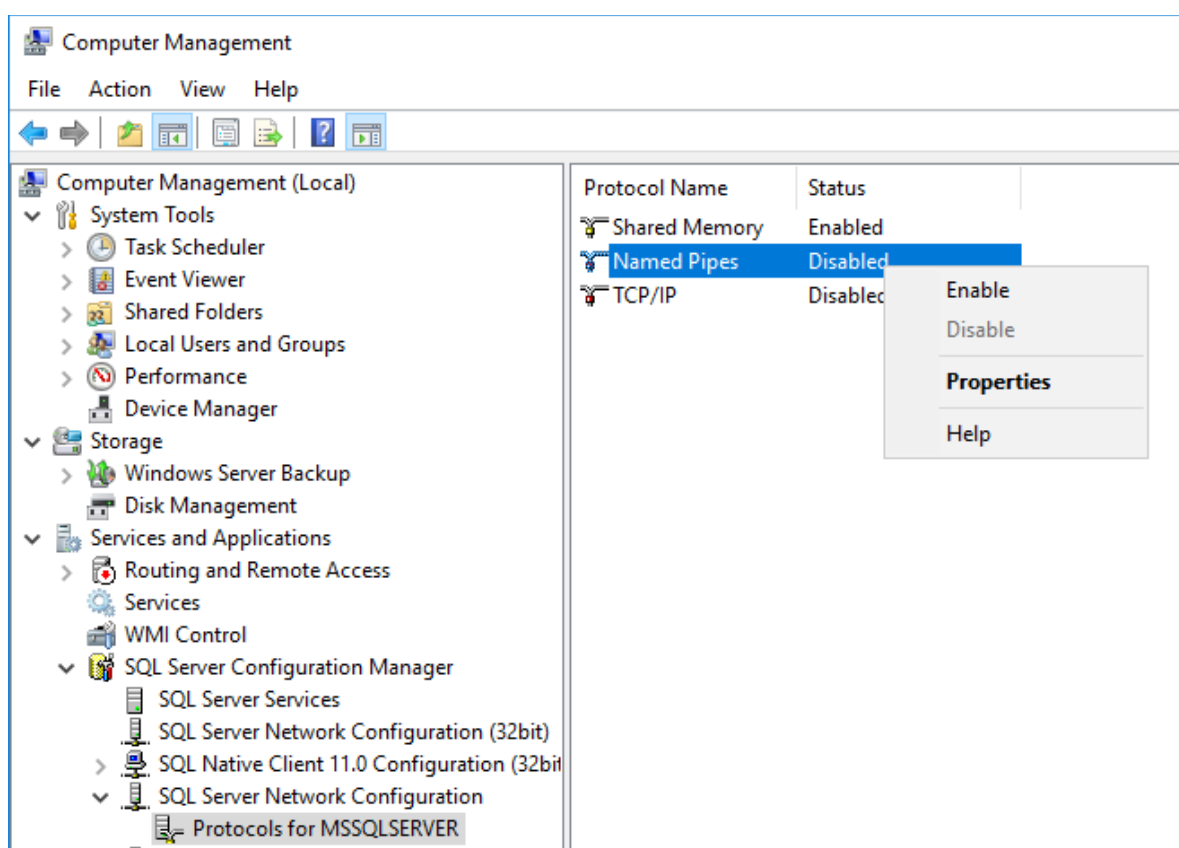 Computer Management
File Action View Help
Computer Management (Local)
System Tools
Task Scheduler
Event Viewer
Shared Folders
Local Users and Groups
Performance
Device Manager
Storage
Windows Server Backup
Disk Management
Services and Applications
Routing and Remote Access
Services
WMI Control
SQL Server Configuration Manager
SQL Server Services
SQL Server Network Configuration (32bit)
SQL Native Client 11.0 Configuration (32bit
SQL Server Network Configuration
Protocols for MSSQLSERVER
Protocol Name Status
Shared Memory Enabled
Named Pipes Disabled
TCP/IP Disabled
Enable
Disable
Properties
Help